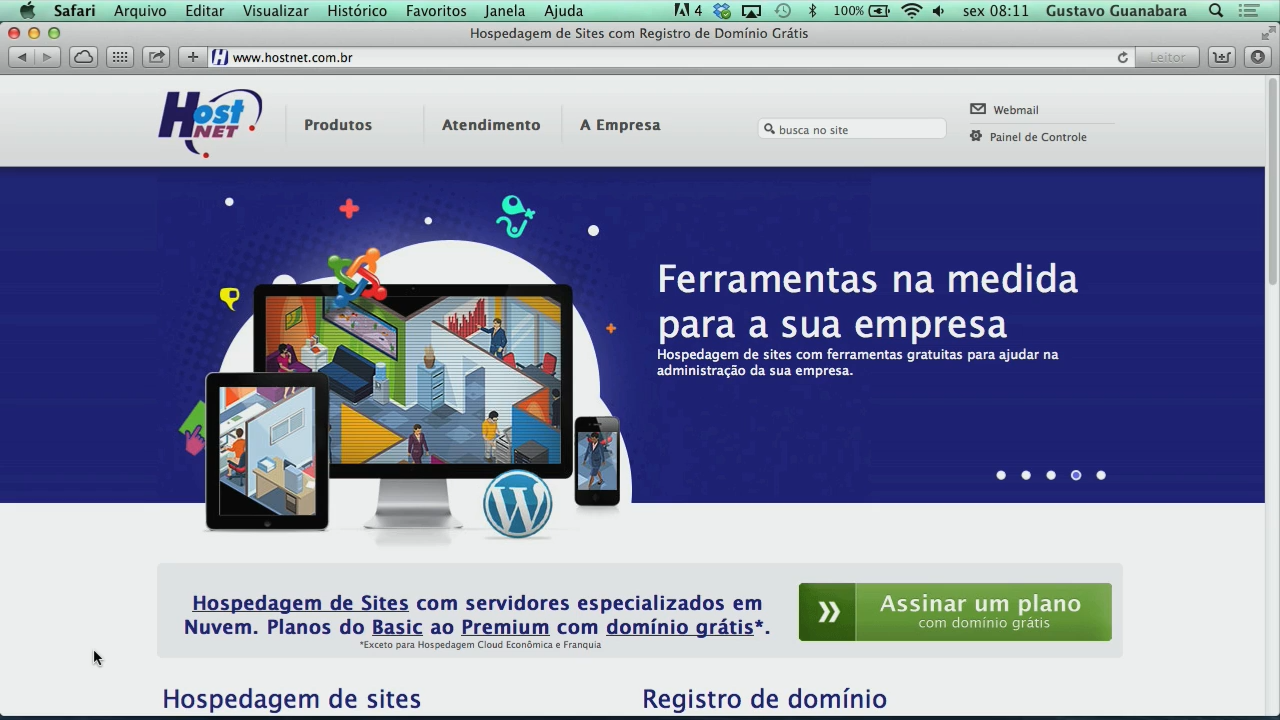 Safari Arquivo Editar Visualizar Histórico Favoritos Janela Ajuda 4 100% sex 08:11 Gustavo Guanabara
Hospedagem de Sites com Registro de Domínio Grátis
www.hostnet.com.br
Leitor
Host
NET
Produtos
Atendimento
A Empresa
busca no site
Webmail
Painel de Controle
Ferramentas na medida
para a sua empresa
Hospedagem de sites com ferramentas gratuitas para ajudar na
administração da sua empresa.
Hospedagem de Sites com servidores especializados em
Nuvem. Planos do Basic ao Premium com domínio grátis*.
*Exceto para Hospedagem Cloud Econômica e Franquia
Assinar um plano
com domínio grátis
Hospedagem de sites
Registro de domínio